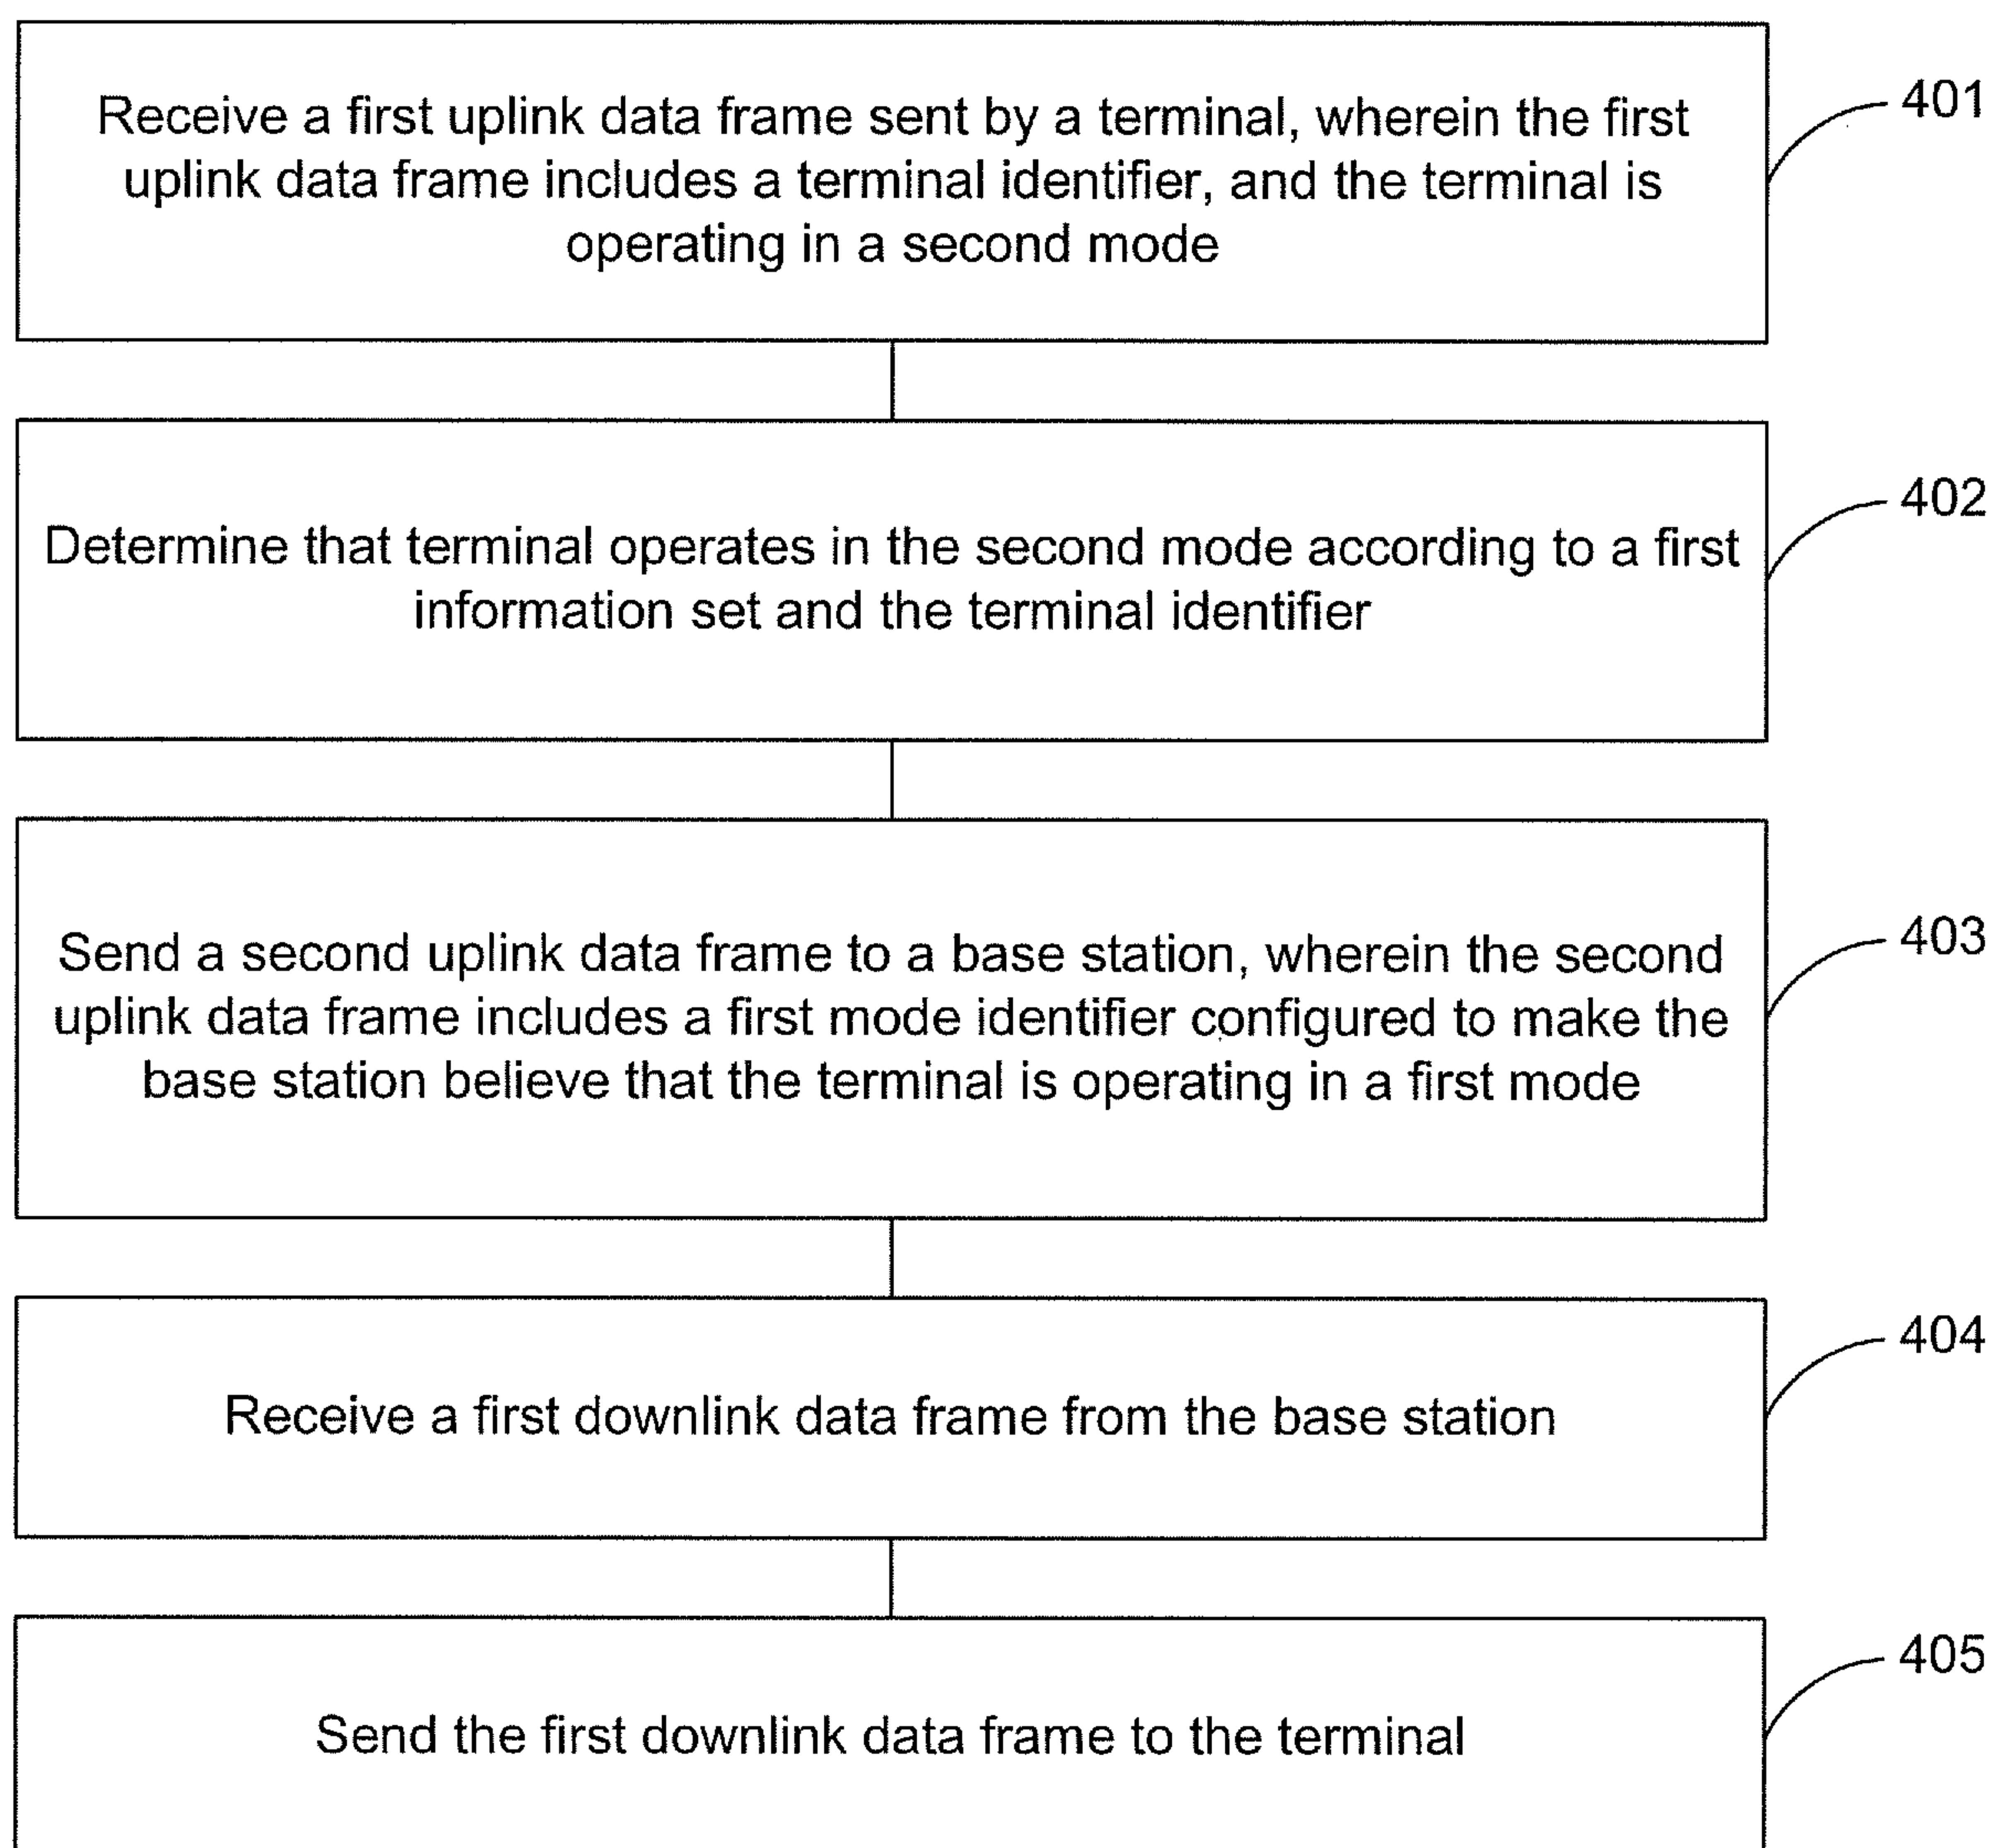 Receive a first uplink data frame sent by a terminal, wherein the first
uplink data frame includes a terminal identifier, and the terminal is
operating in a second mode
401
Determine that terminal operates in the second mode according to a first
information set and the terminal identifier
402
Send a second uplink data frame to a base station, wherein the second
uplink data frame includes a first mode identifier configured to make the
base station believe that the terminal is operating in a first mode
403
Receive a first downlink data frame from the base station
404
Send the first downlink data frame to the terminal
405